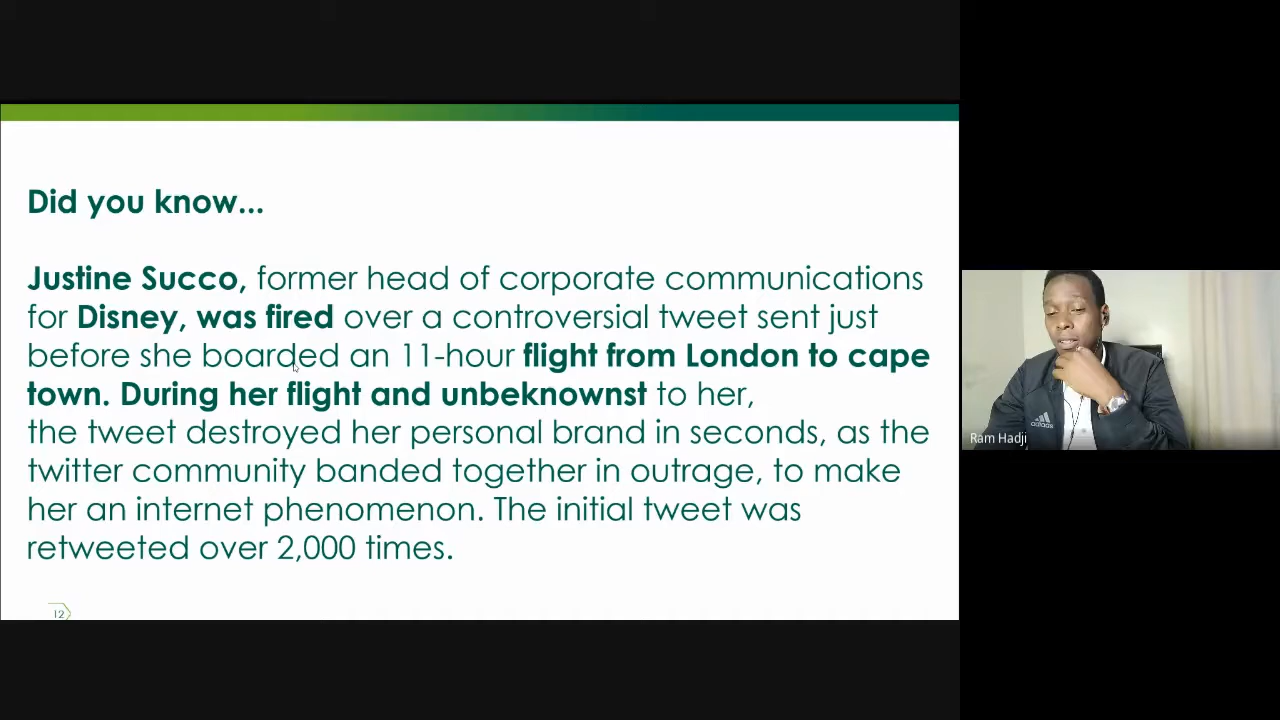 Did you know...
Justine Succo, former head of corporate communications
for Disney, was fired over a controversial tweet sent just
before she boarded an 11-hour flight from London to cape
town. During her flight and unbeknownst to her,
the tweet destroyed her personal brand in seconds, as the
twitter community banded together in outrage, to make
her an internet phenomenon. The initial tweet was
retweeted over 2,000 times.
12
adidas
Ram Hadji